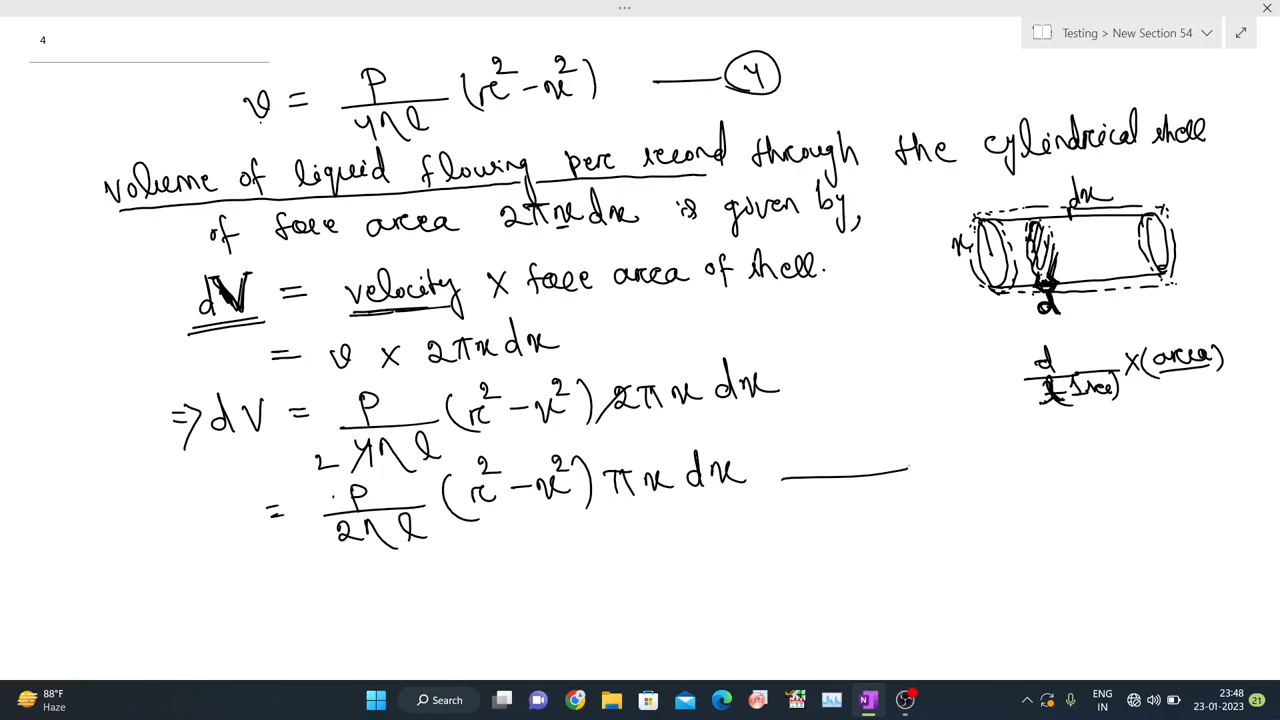 Testing > New Section 54
4
v = P/4ηl (r² – x²) —— 4
volume of liquid flowing per second through the cylindrical shell
of face area 2πx dx is given by,
dx
x
d
dV = velocity × face area of shell.
= v × 2πx dx
d/t(1 sec) × (area)
⇒ dV = P/4ηl (r² – x²) 2πx dx
2
= P/2ηl (r² – x²) πx dx ——
88°F
Haze
Search
ENG
IN
23:48
23-01-2023
21